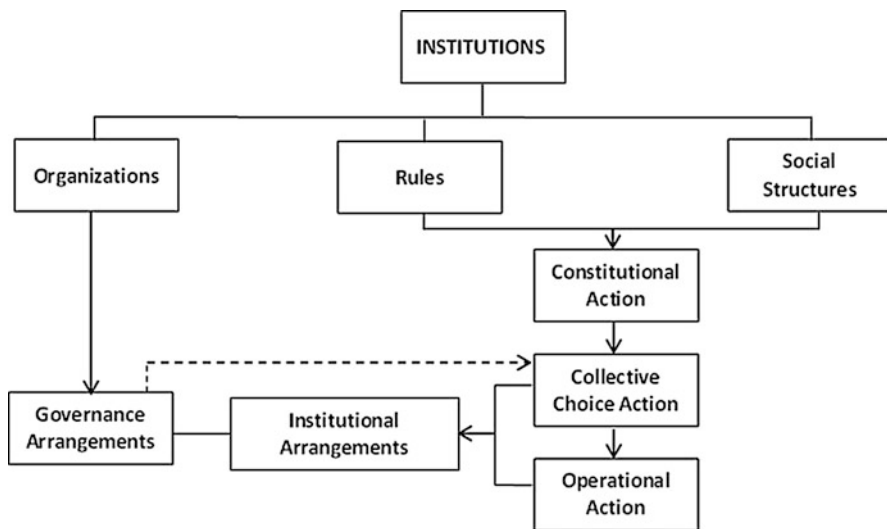 INSTITUTIONS
Organizations
Rules
Social
Structures
Constitutional
Action
Collective
Choice Action
Governance
Arrangements
Institutional
Arrangements
Operational
Action